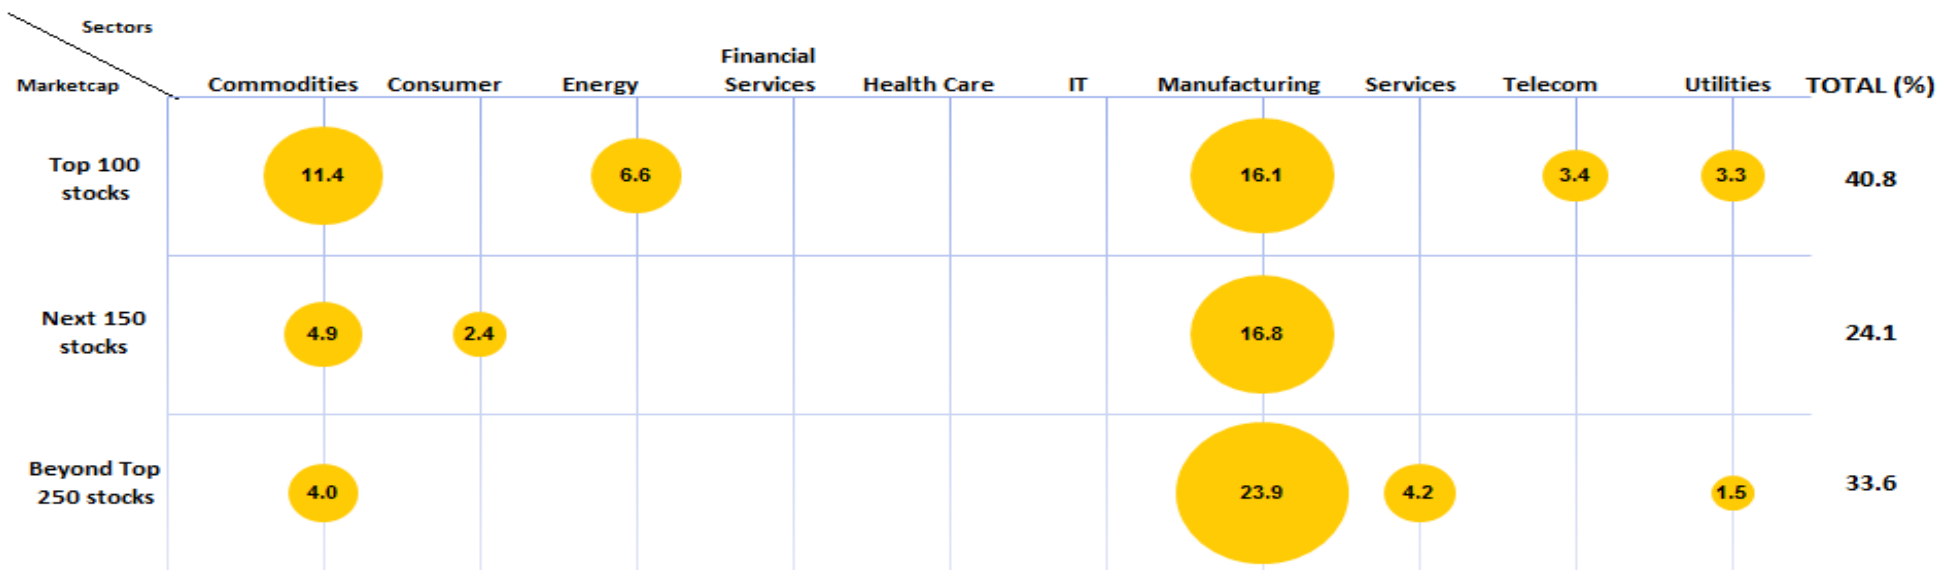 Sectors
Marketcap
Commodities Consumer Energy Financial Services Health Care IT Manufacturing Services Telecom Utilities TOTAL (%)
Top 100 stocks 11.4 6.6 16.1 3.4 3.3 40.8
Next 150 stocks 4.9 2.4 16.8 24.1
Beyond Top 250 stocks 4.0 23.9 4.2 1.5 33.6